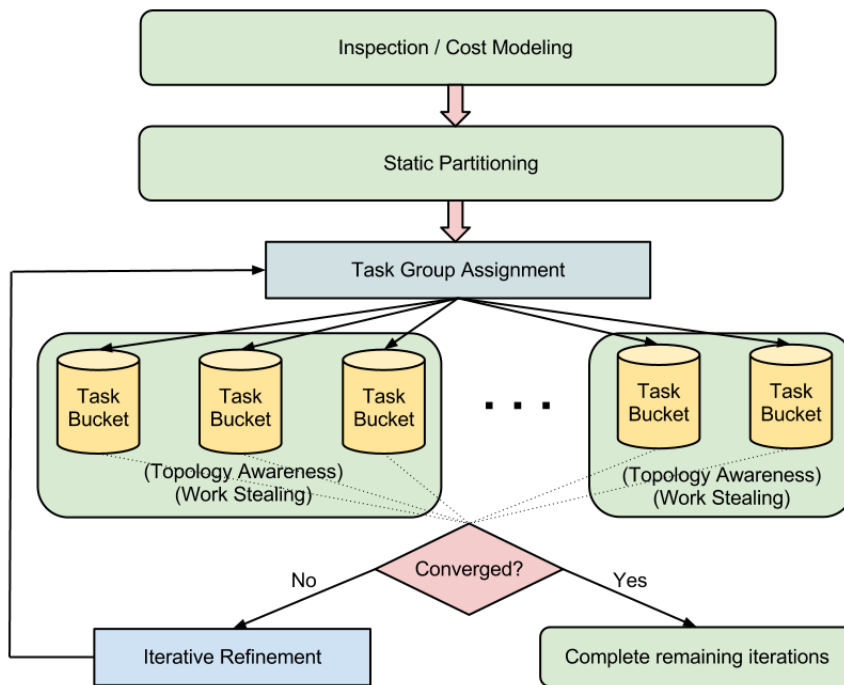 Inspection / Cost Modeling
Static Partitioning
Task Group Assignment
Task
Bucket
Task
Bucket
Task
Bucket
Task
Bucket
Task
Bucket
(Topology Awareness)
(Work Stealing)
(Topology Awareness)
(Work Stealing)
Converged?
No
Yes
Iterative Refinement
Complete remaining iterations